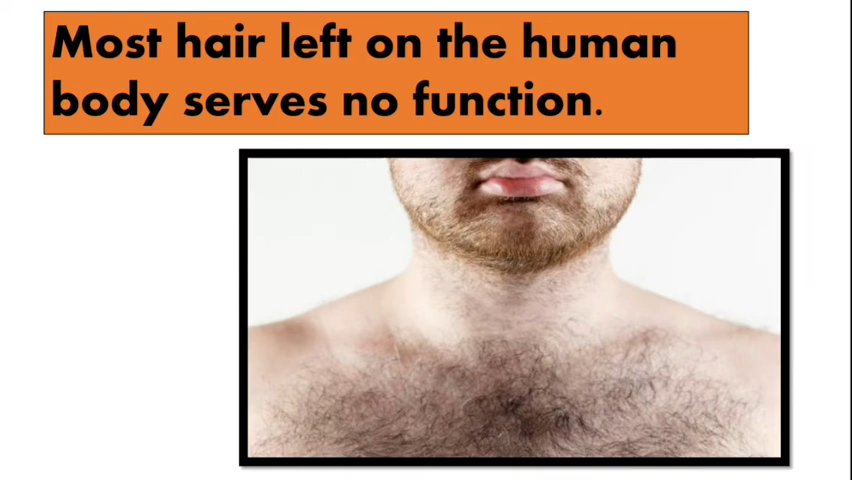 Most hair left on the human
body serves no function.